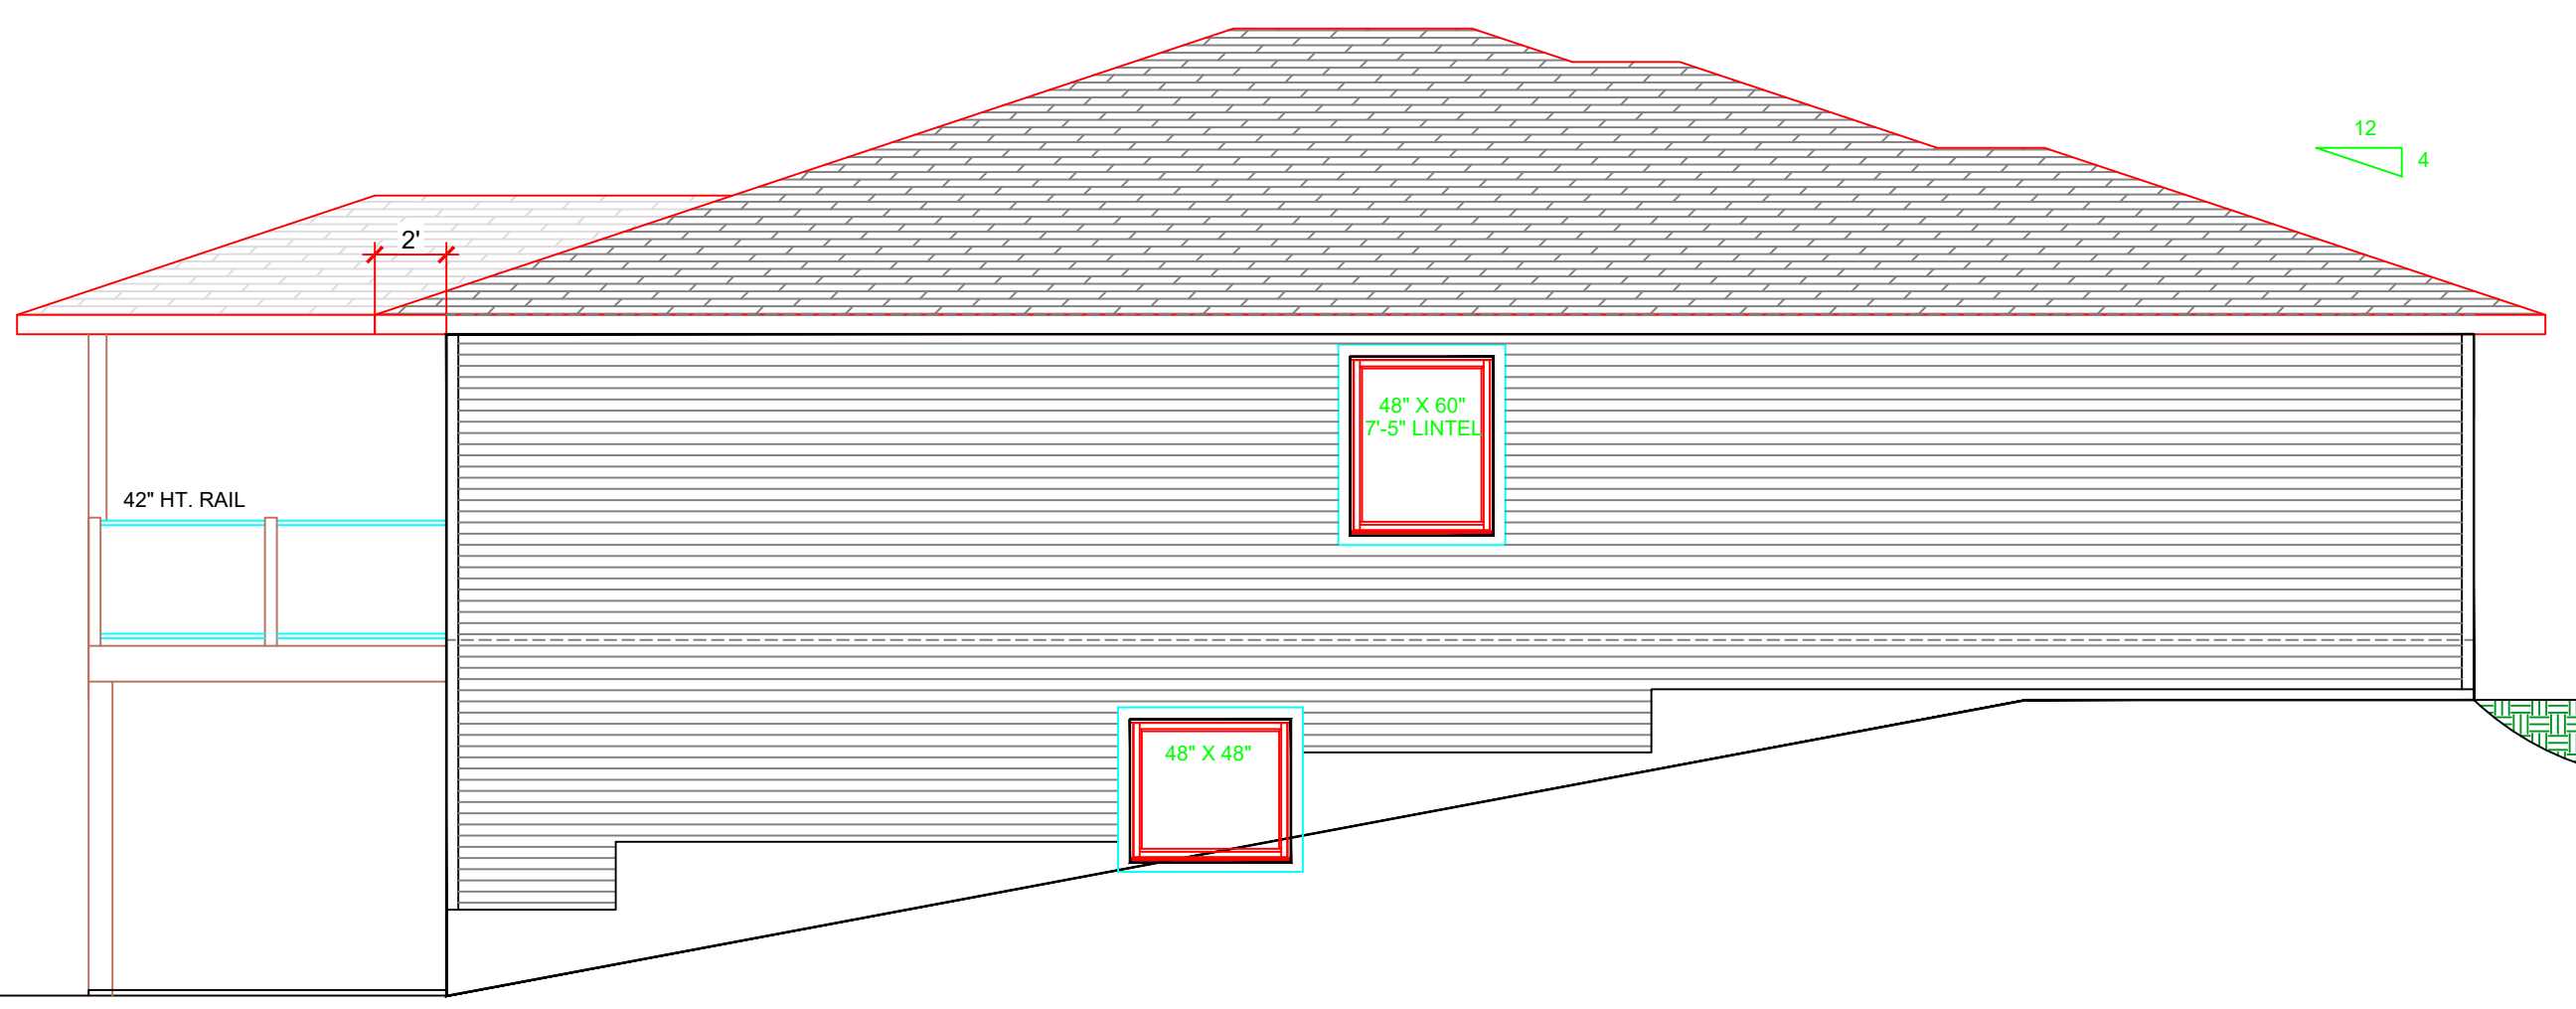 12
4
2'
48" X 60"
7'-5" LINTEL
42" HT. RAIL
48" X 48"